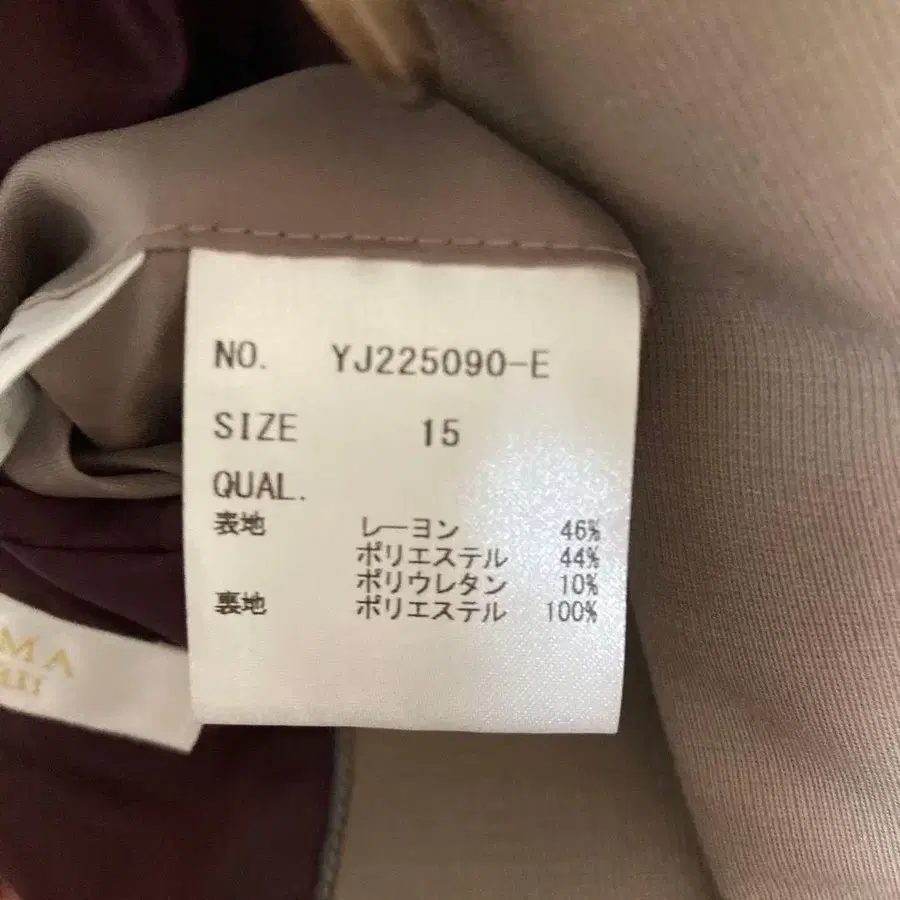 NO. YJ225090-E
SIZE 15
QUAL.
表地 レーヨン 46%
ポリエステル 44%
ポリウレタン 10%
裏地 ポリエステル 100%
MA